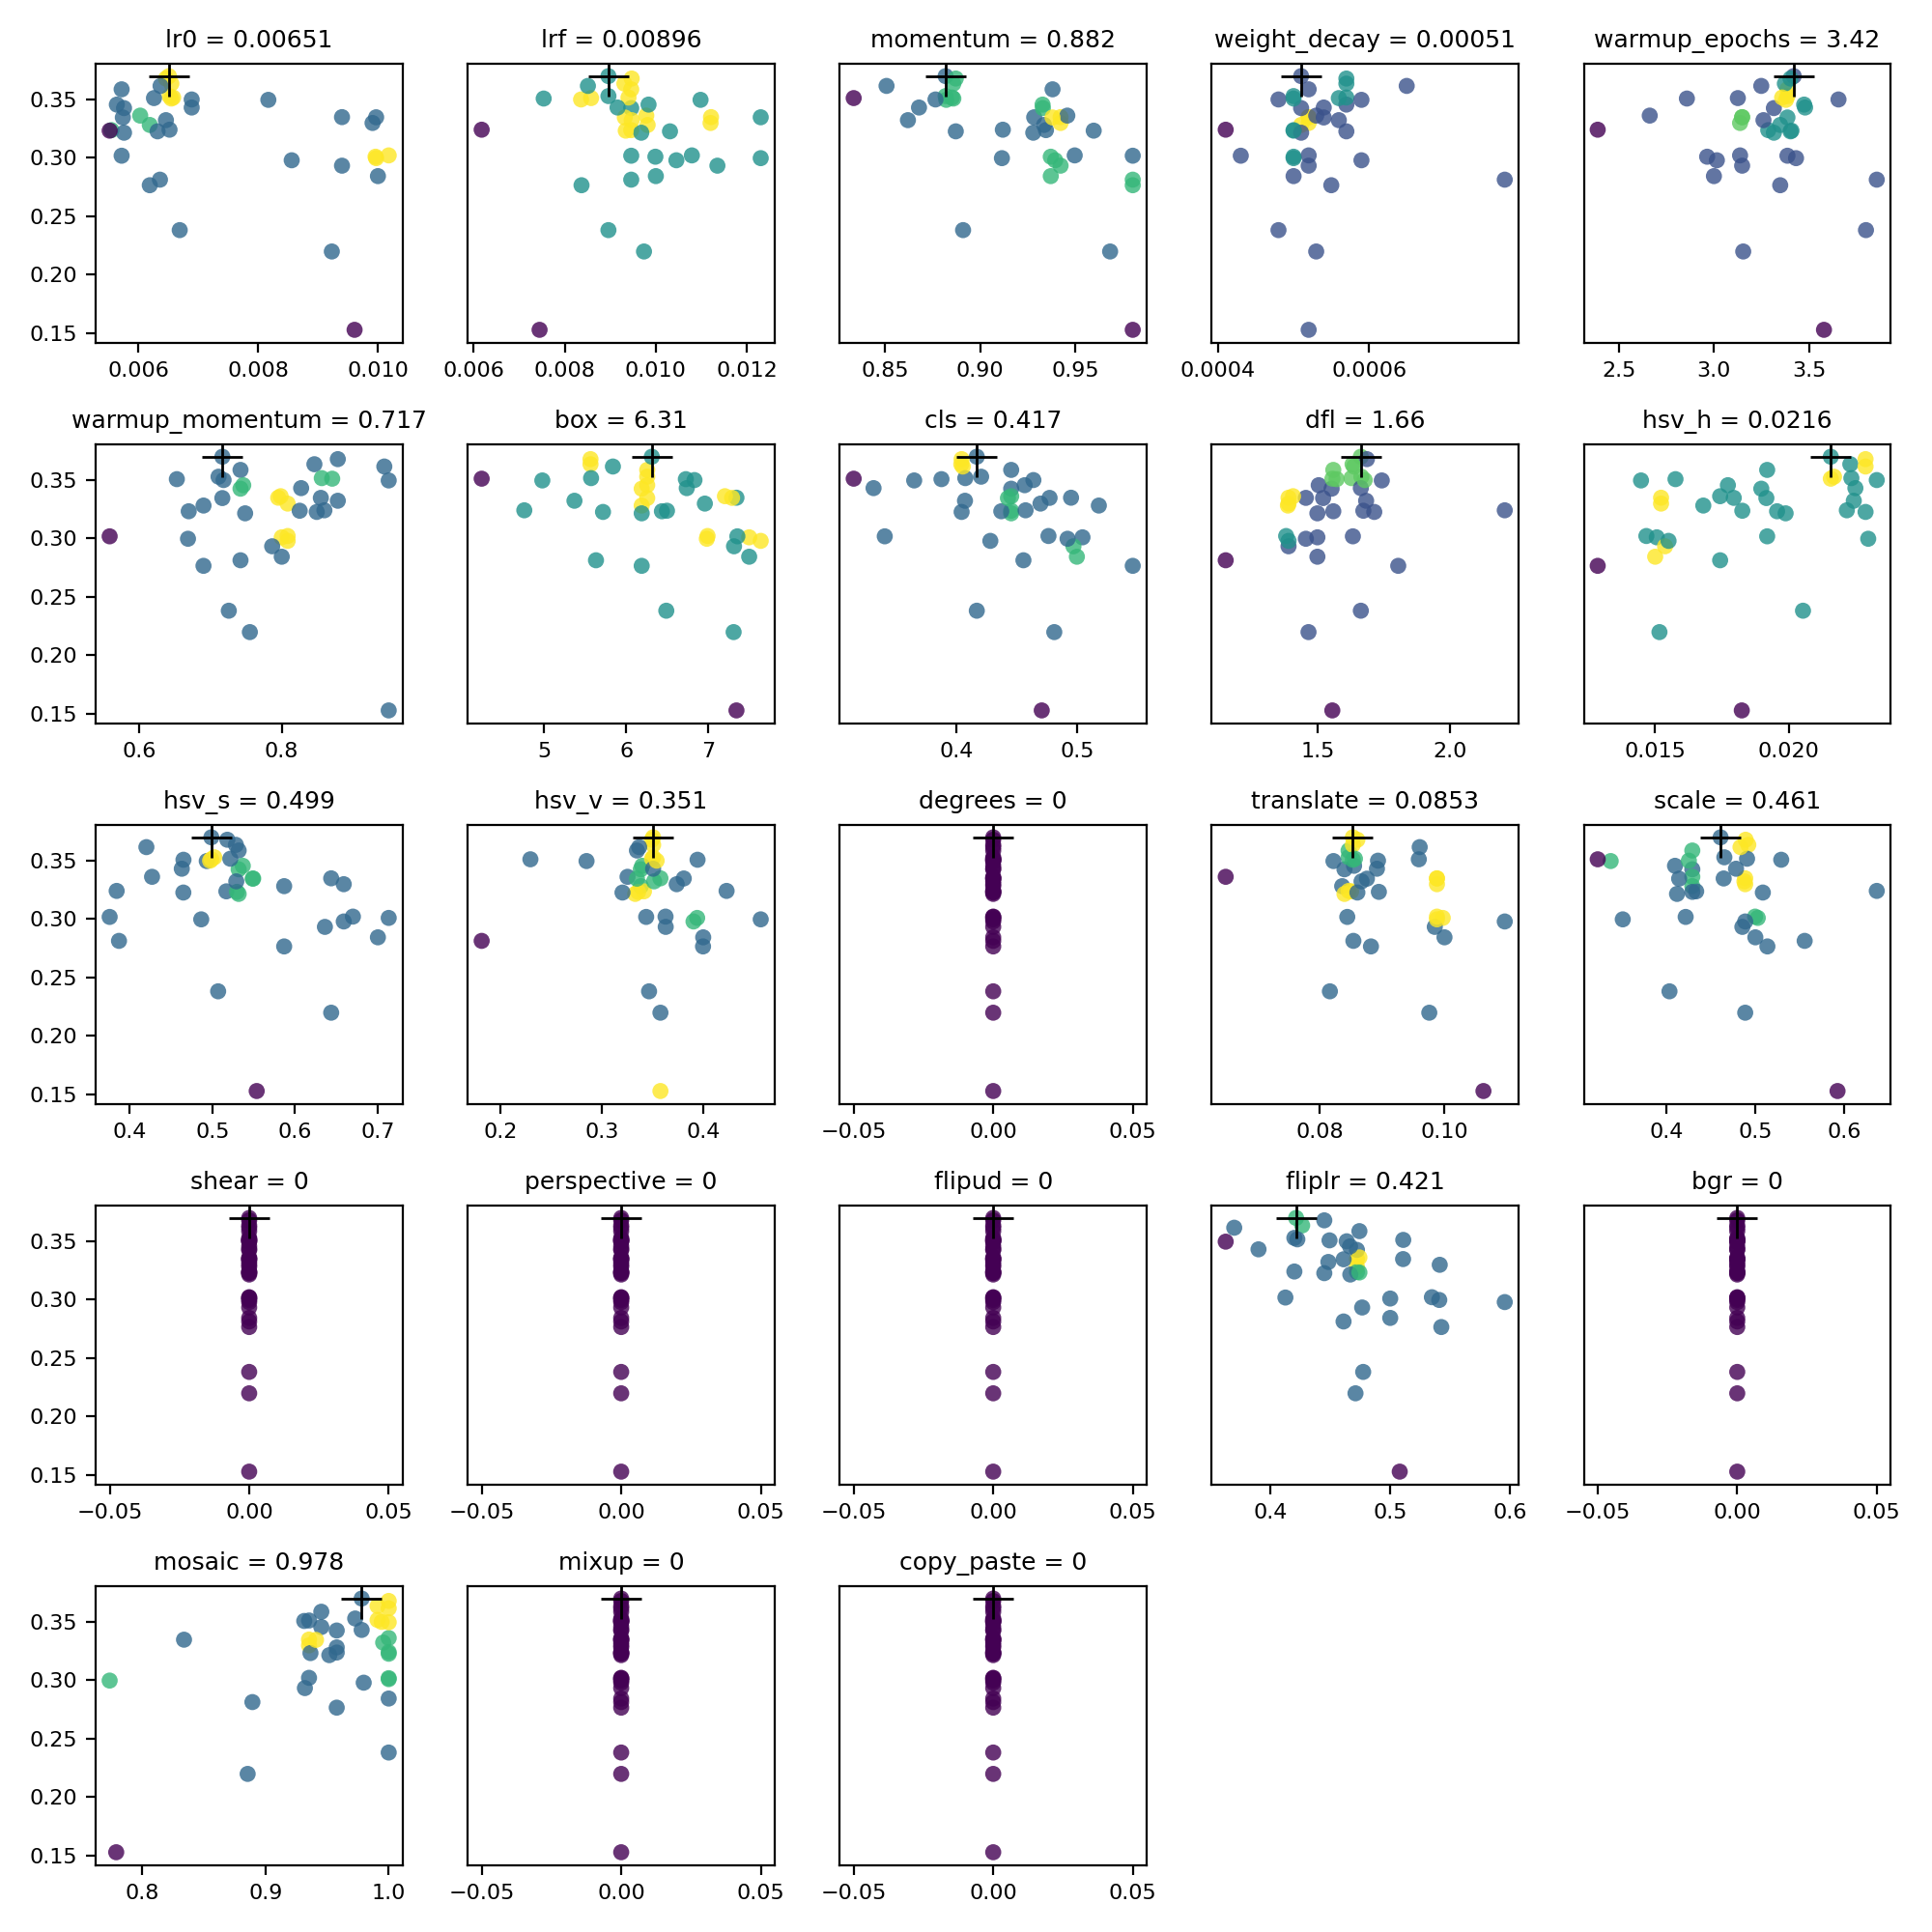 lr0 = 0.00651
lrf = 0.00896
momentum = 0.882
weight_decay = 0.00051
warmup_epochs = 3.42
0.35
0.30
0.25
0.20
0.15
0.006 0.008 0.010
0.006 0.008 0.010 0.012
0.85 0.90 0.95
0.0004 0.0006
2.5 3.0 3.5
warmup_momentum = 0.717
box = 6.31
cls = 0.417
dfl = 1.66
hsv_h = 0.0216
0.35
0.30
0.25
0.20
0.15
0.6 0.8
5 6 7
0.4 0.5
1.5 2.0
0.015 0.020
hsv_s = 0.499
hsv_v = 0.351
degrees = 0
translate = 0.0853
scale = 0.461
0.35
0.30
0.25
0.20
0.15
0.4 0.5 0.6 0.7
0.2 0.3 0.4
−0.05 0.00 0.05
0.08 0.10
0.4 0.5 0.6
shear = 0
perspective = 0
flipud = 0
fliplr = 0.421
bgr = 0
0.35
0.30
0.25
0.20
0.15
−0.05 0.00 0.05
−0.05 0.00 0.05
−0.05 0.00 0.05
0.4 0.5 0.6
−0.05 0.00 0.05
mosaic = 0.978
mixup = 0
copy_paste = 0
0.35
0.30
0.25
0.20
0.15
0.8 0.9 1.0
−0.05 0.00 0.05
−0.05 0.00 0.05